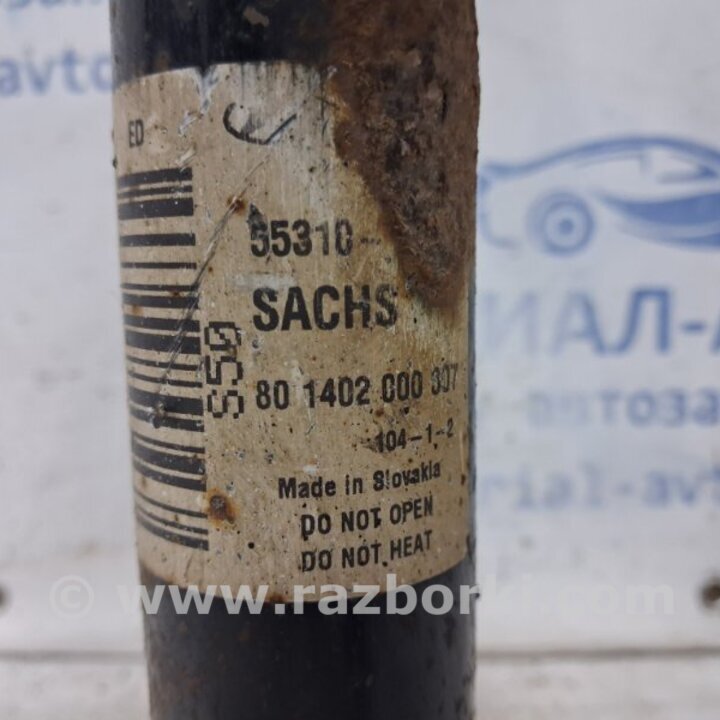 ED
55310-
SACHS
S50
80 1402 000 307
104-1-2
Made in Slovakia
DO NOT OPEN
DO NOT HEAT
© www.razborki.com